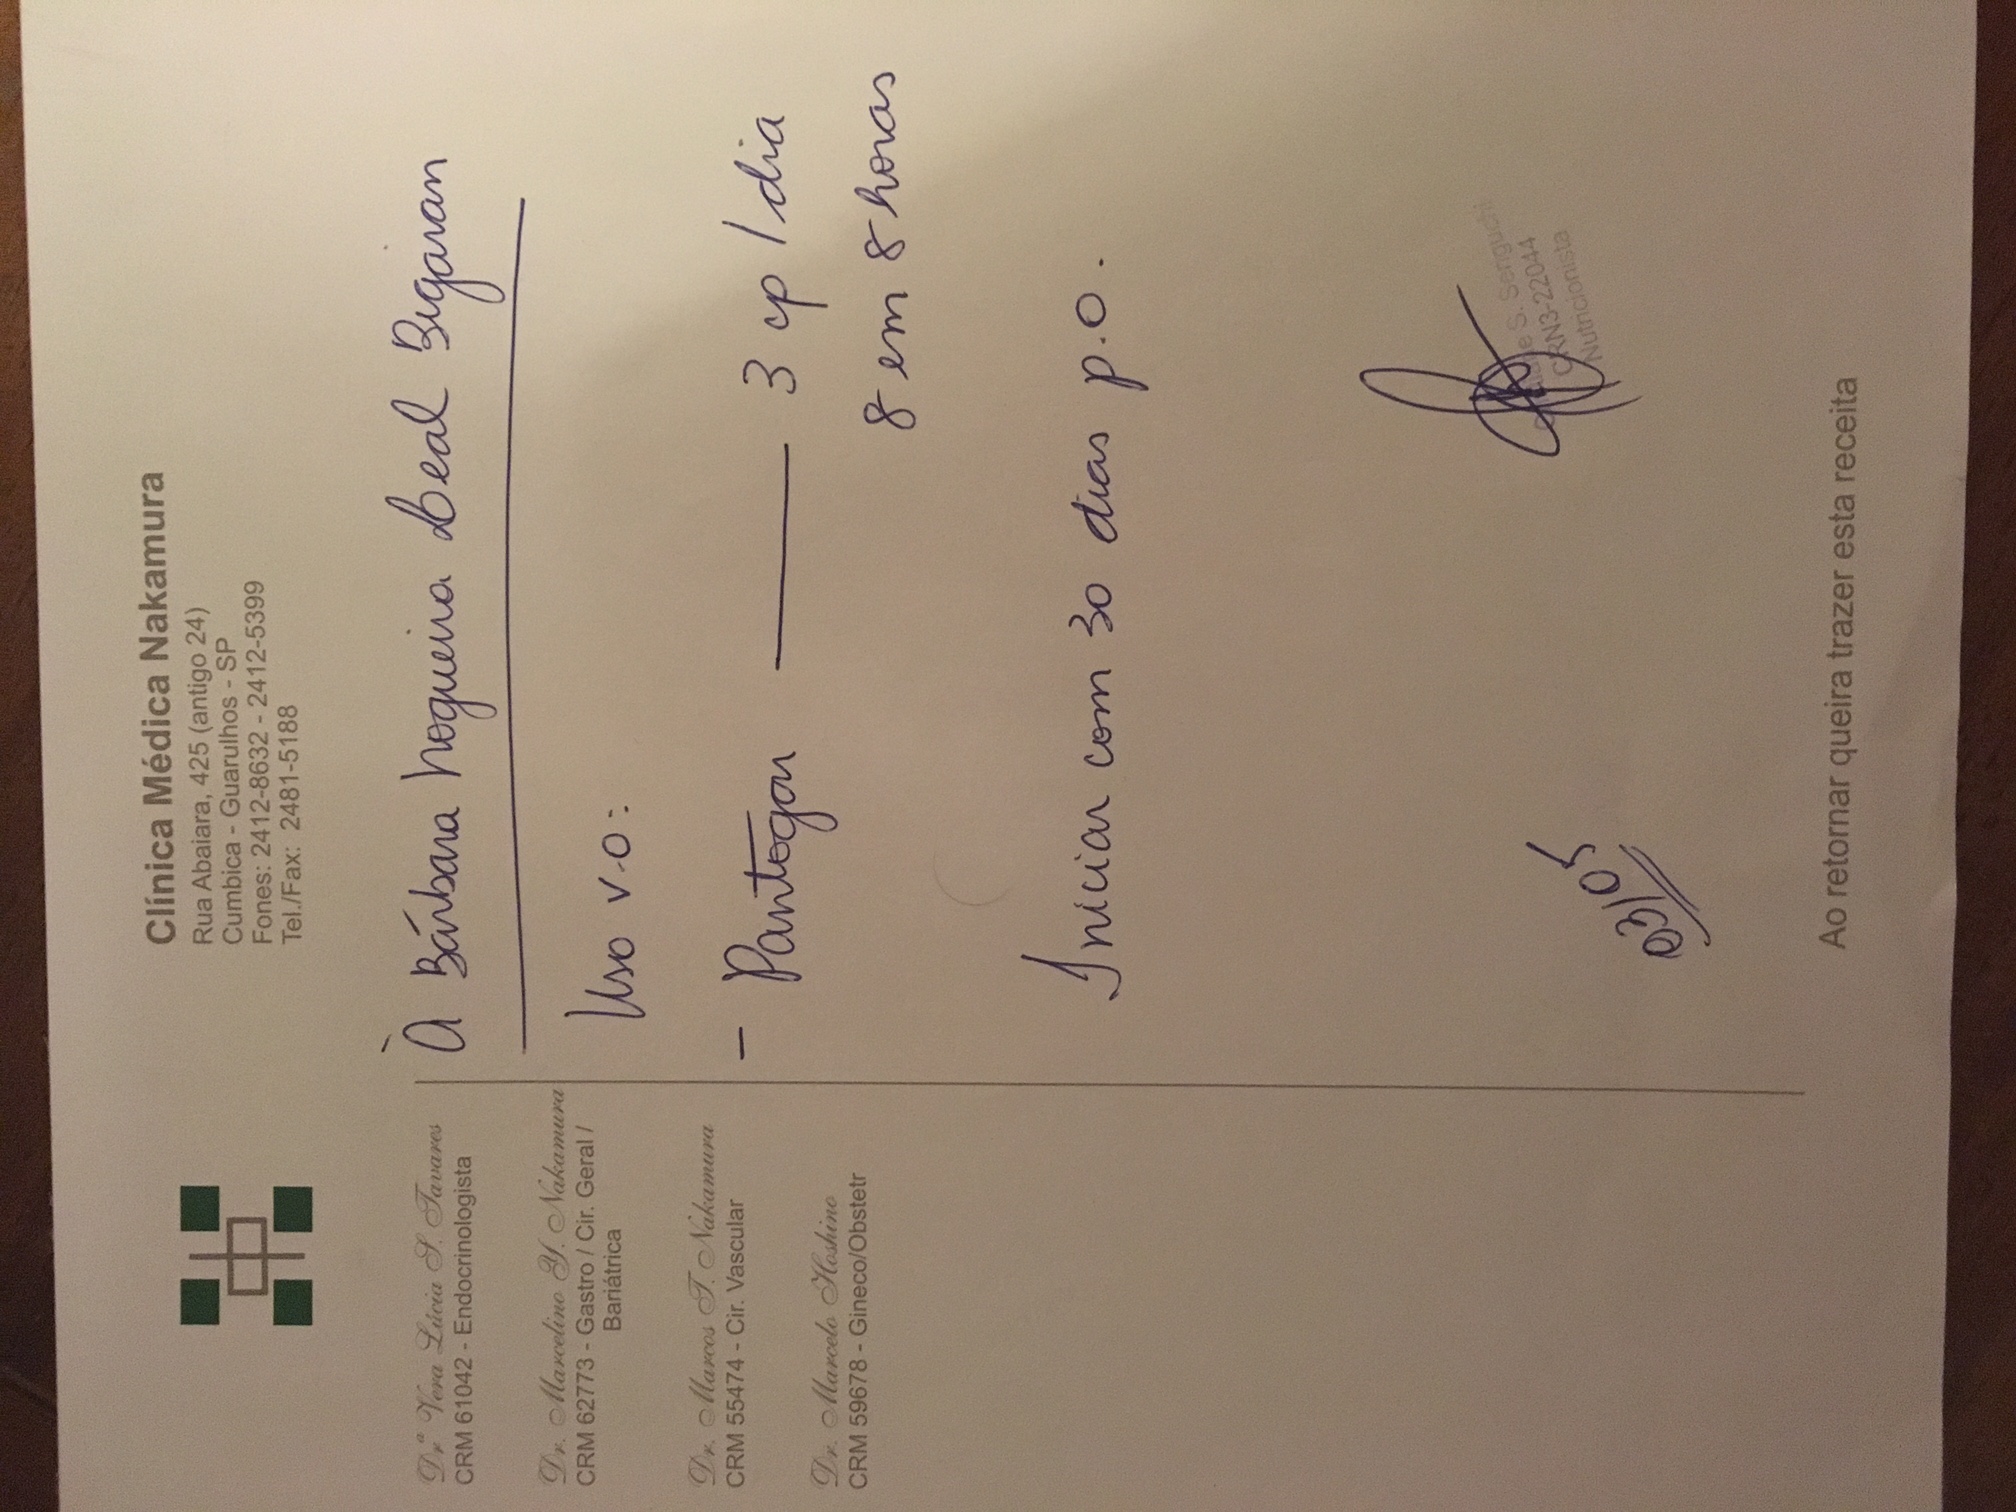 Clínica Médica Nakamura
Rua Abaiara, 425 (antigo 24)
Cumbica - Guarulhos - SP
Fones: 2412-8632 - 2412-5399
Tel./Fax: 2481-5188
Drª Vera Lúcia S. Tavares
CRM 61042 - Endocrinologista
Dr. Marcelino Y. Nakamura
CRM 62773 - Gastro / Cir. Geral /
Bariátrica
Dr. Marcos T. Nakamura
CRM 55474 - Cir. Vascular
Dr. Marcelo Hoshino
CRM 59678 - Gineco/Obstetr
À Bárbara Nogueira Leal Bigaran
Uso v.o:
- Pantogar —— 3 cp / dia
8 em 8 horas
Iniciar com 30 dias p.o.
03/05
S. Senguchi
CRN3-22044
Nutricionista
Ao retornar queira trazer esta receita